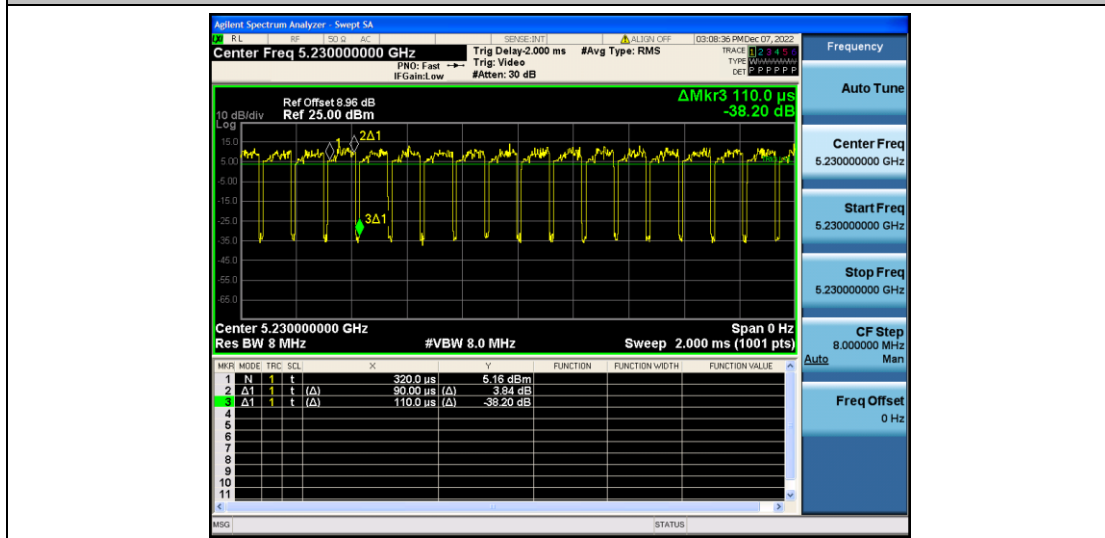 Agilent Spectrum Analyzer - Swept SA
RL RF 50 Ω AC SENSE:INT ALIGN OFF 03:08:36 PM Dec 07, 2022
Center Freq 5.230000000 GHz
PNO: Fast
IFGain:Low
Trig Delay-2.000 ms
Trig: Video
#Atten: 30 dB
#Avg Type: RMS
TRACE 1 2 3 4 5 6
TYPE
DET P P P P P P
Frequency
ΔMkr3 110.0 µs
-38.20 dB
Ref Offset 8.96 dB
10 dB/div Ref 25.00 dBm
Log
15.0
5.00
-5.00
-15.0
-25.0
-35.0
-45.0
-55.0
-65.0
1
2Δ1
3Δ1
Center 5.230000000 GHz Span 0 Hz
Res BW 8 MHz #VBW 8.0 MHz Sweep 2.000 ms (1001 pts)
MKR MODE TRC SCL X Y FUNCTION FUNCTION WIDTH FUNCTION VALUE
1 N 1 t 320.0 µs 5.16 dBm
2 Δ1 1 t (Δ) 90.00 µs (Δ) 3.84 dB
3 Δ1 1 t (Δ) 110.0 µs (Δ) -38.20 dB
4
5
6
7
8
9
10
11
MSG STATUS
Auto Tune
Center Freq
5.230000000 GHz
Start Freq
5.230000000 GHz
Stop Freq
5.230000000 GHz
CF Step
8.000000 MHz
Auto Man
Freq Offset
0 Hz